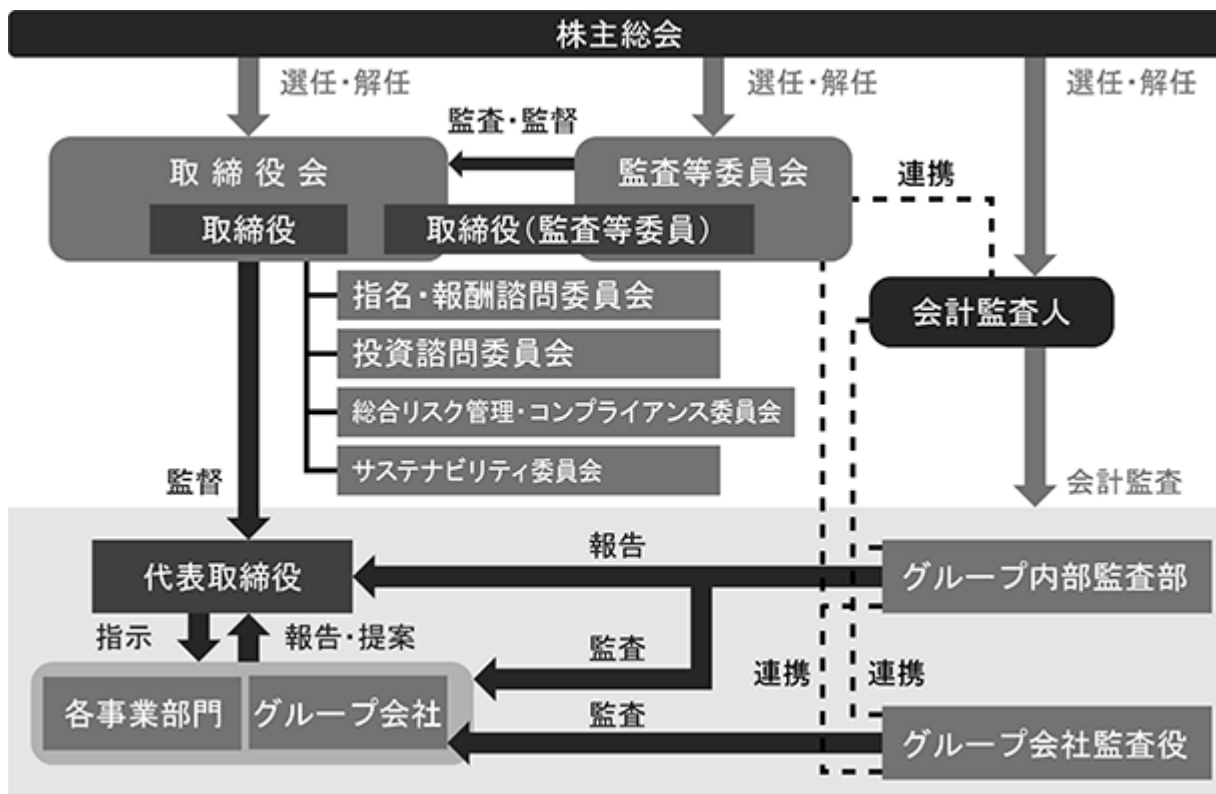 株主総会
選任・解任
選任・解任
選任・解任
監査・監督
取締役会
監査等委員会
連携
取締役
取締役(監査等委員)
指名・報酬諮問委員会
会計監査人
投資諮問委員会
総合リスク管理・コンプライアンス委員会
サステナビリティ委員会
監督
会計監査
報告
代表取締役
グループ内部監査部
指示
報告・提案
監査
連携
連携
各事業部門
グループ会社
監査
グループ会社監査役